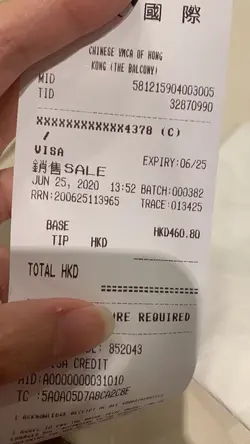 國際
CHINESE YMCA OF HONG
KONG (THE BALCONY)
MID 581215904003005
TID 32870990
XXXXXXXXXXXX4378 (C)
/
VISA EXPIRY:06/25
銷售SALE
JUN 25, 2020 13:52 BATCH:000382
RRN:200625113965 TRACE:013425
BASE HKD460.80
TIP HKD
TOTAL HKD
URE REQUIRED
852043
CREDIT
AID:A0000000031010
TC :5A0A05D7A8CA2CBE